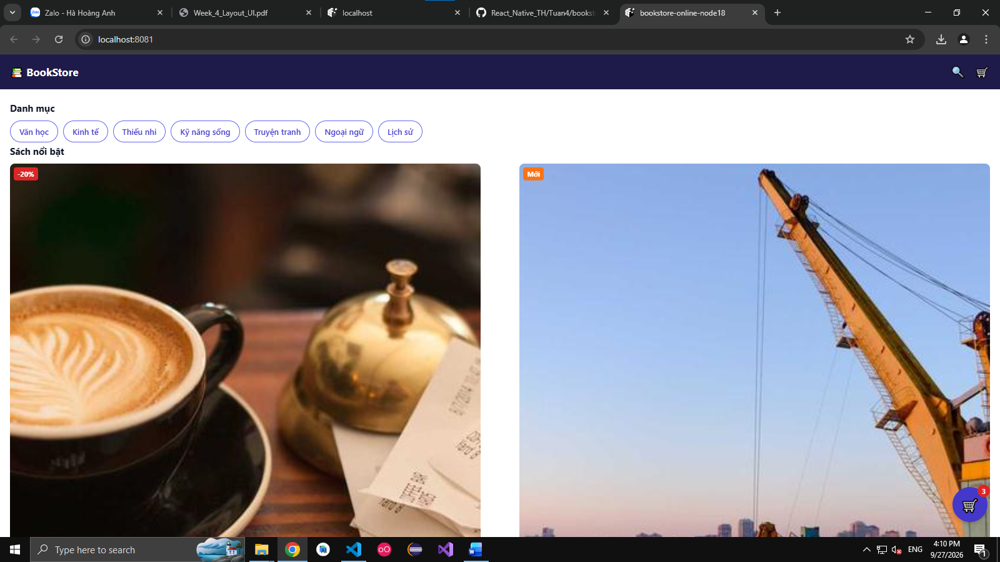 Zalo - Hà Hoàng Anh
Week_4_Layout_UI.pdf
localhost
React_Native_TH/Tuan4/bookst
bookstore-online-node18
localhost:8081
BookStore
Danh mục
Văn học
Kinh tế
Thiếu nhi
Kỹ năng sống
Truyện tranh
Ngoại ngữ
Lịch sử
Sách nổi bật
-20%
Mới
3
Type here to search
ENG
4:10 PM
9/27/2026
1